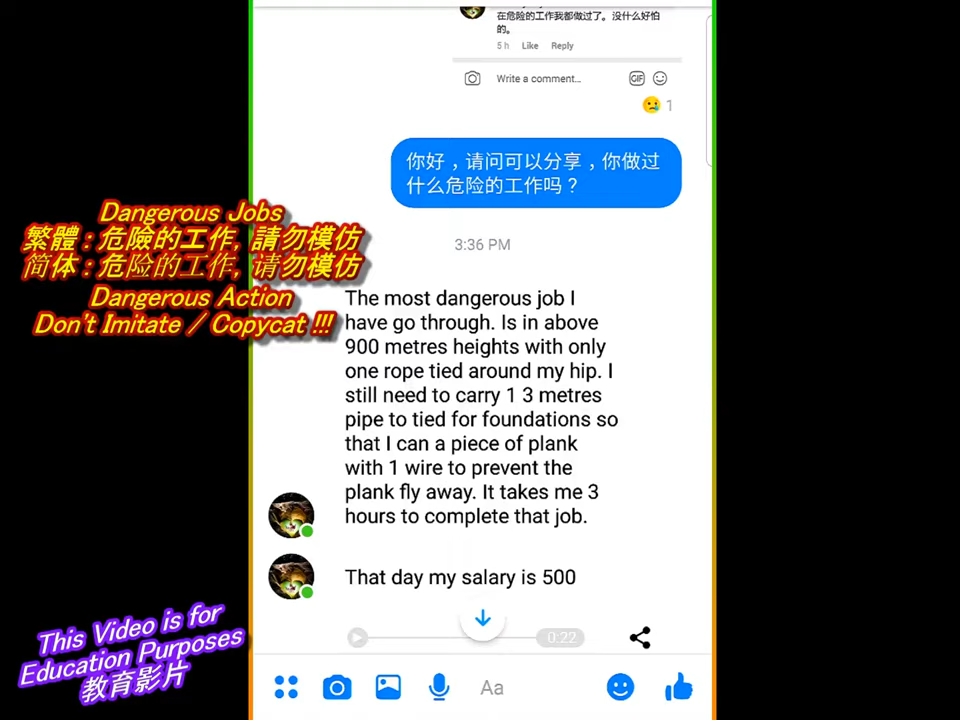 在危险的工作我都做过了。没什么好怕
的。
5 h Like Reply
Write a comment...
GIF
1
你好，请问可以分享，你做过
什么危险的工作吗？
3:36 PM
Dangerous Jobs
繁體 : 危險的工作, 請勿模仿
简体 : 危险的工作, 请勿模仿
Dangerous Action
Don't Imitate / Copycat !!!
The most dangerous job I
have go through. Is in above
900 metres heights with only
one rope tied around my hip. I
still need to carry 1 3 metres
pipe to tied for foundations so
that I can a piece of plank
with 1 wire to prevent the
plank fly away. It takes me 3
hours to complete that job.
That day my salary is 500
0:22
Aa
This Video is for
Education Purposes
教育影片